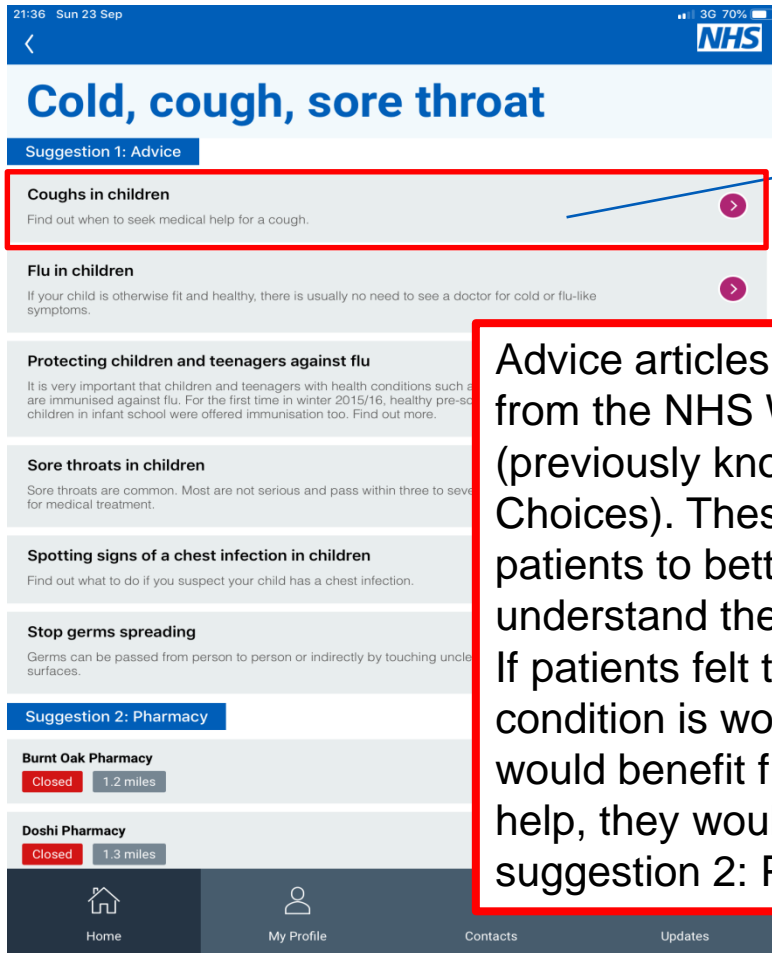 21:36 Sun 23 Sep
3G 70%
NHS
Cold, cough, sore throat
Suggestion 1: Advice
Coughs in children
Find out when to seek medical help for a cough.
Flu in children
If your child is otherwise fit and healthy, there is usually no need to see a doctor for cold or flu-like
symptoms.
Protecting children and teenagers against flu
It is very important that children and teenagers with health conditions such
are immunised against flu. For the first time in winter 2015/16, healthy
children in infant school were offered immunisation too. Find out more.
Sore throats in children
Sore throats are common. Most are not serious and pass within three to
for medical treatment.
Spotting signs of a chest infection in children
Find out what to do if you suspect your child has a chest infection.
Stop germs spreading
Germs can be passed from person to person or indirectly by touching
surfaces.
Suggestion 2: Pharmacy
Burnt Oak Pharmacy
Closed 1.2 miles
Doshi Pharmacy
Closed 1.3 miles
Advice articles
from the NHS
(previously
Choices).
patients to
understand
If patients felt
condition is
would benefit
help, they
suggestion 2:
Home
My Profile
Contacts
Updates